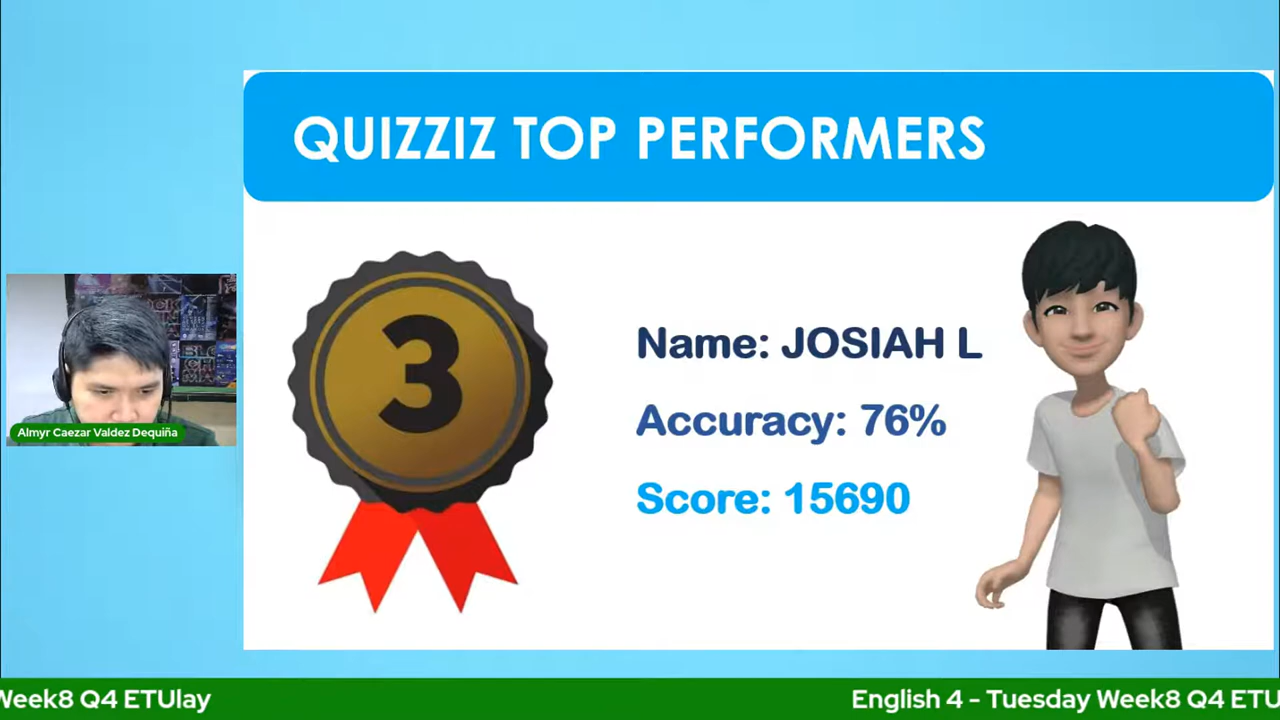 QUIZZIZ TOP PERFORMERS
3
Name: JOSIAH L
Accuracy: 76%
Score: 15690
Almyr Caezar Valdez Dequiña
Week8 Q4 ETUlay
English 4 - Tuesday Week8 Q4 ETU